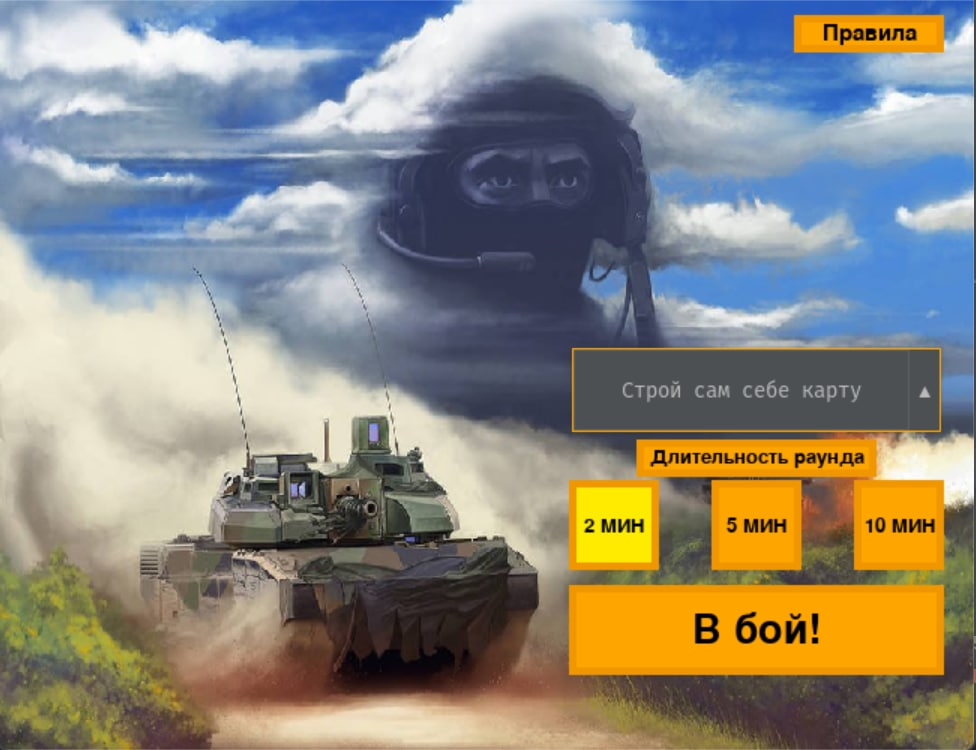 Правила
Строй сам себе карту
Длительность раунда
2 МИН
5 МИН
10 МИН
В бой!